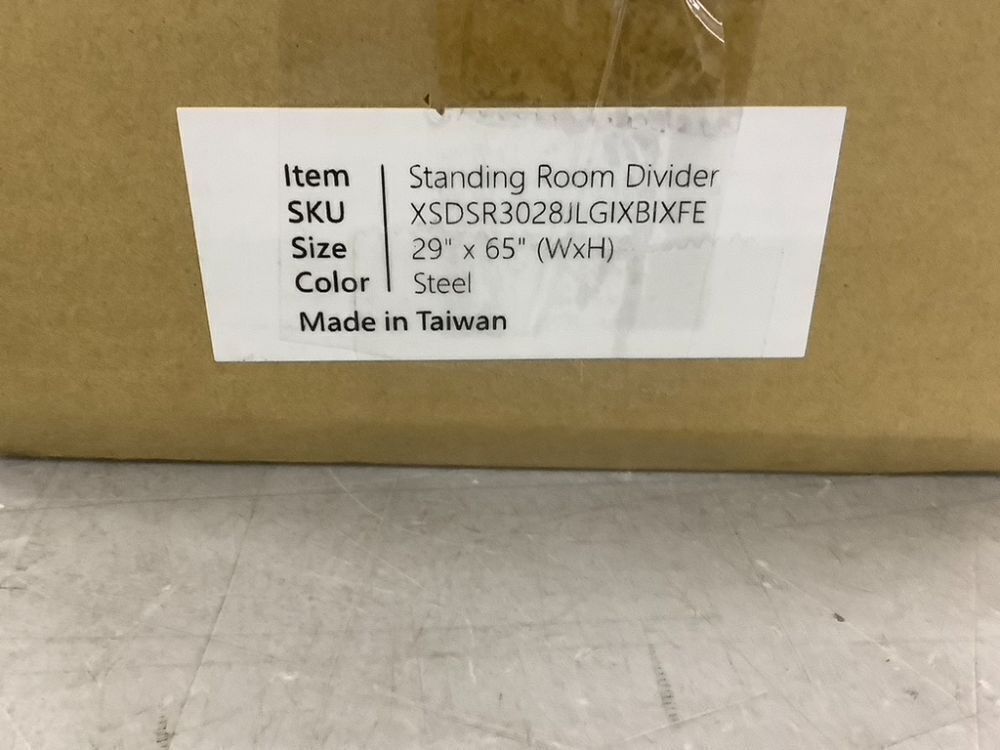 Item Standing Room Divider
SKU XSDSR3028JLGIXBIXFE
Size 29" x 65" (WxH)
Color Steel
Made in Taiwan